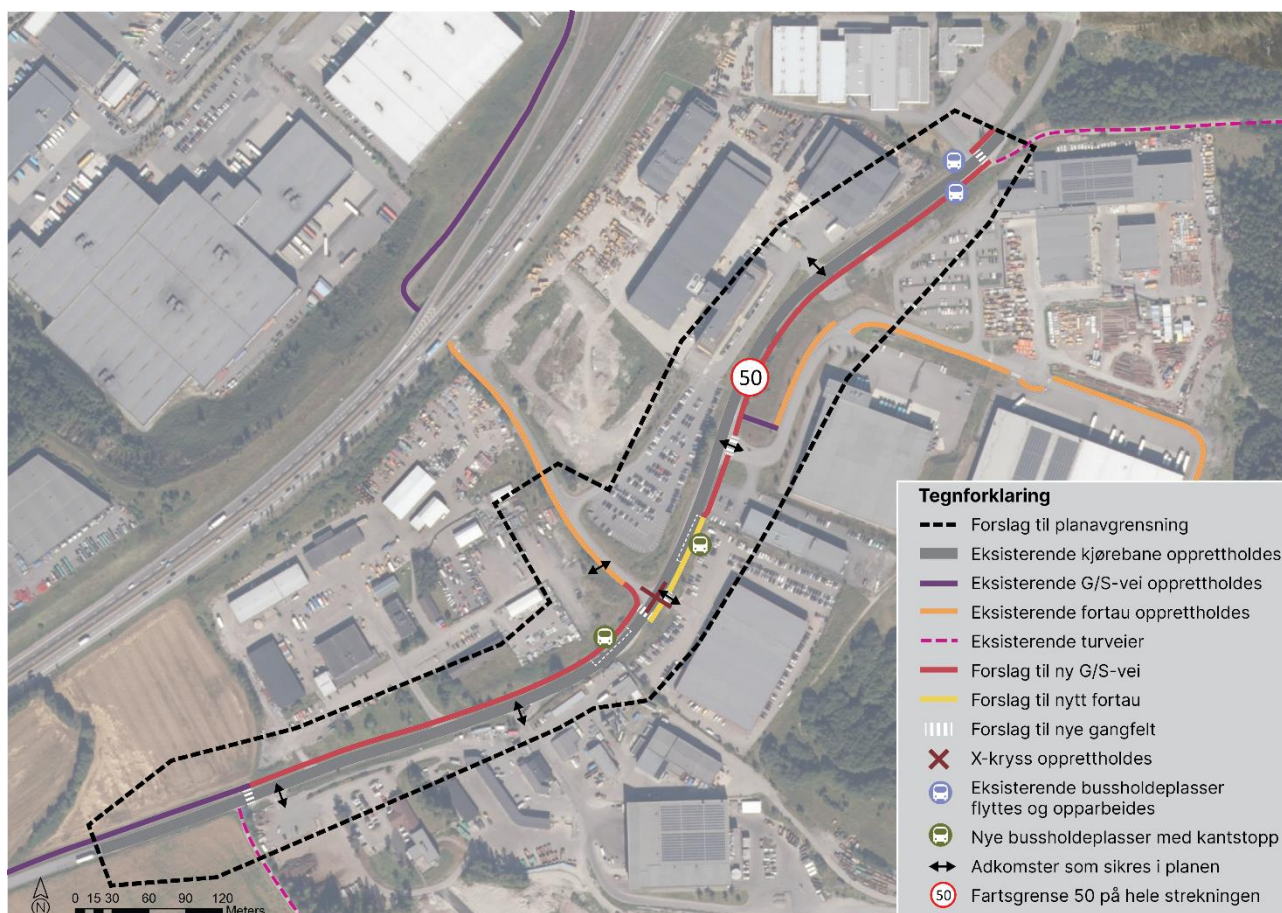 50
Tegnforklaring
Forslag til planavgrensning
Eksisterende kjørebane opprettholdes
Eksisterende G/S-vei opprettholdes
Eksisterende fortau opprettholdes
Eksisterende turveier
Forslag til ny G/S-vei
Forslag til nytt fortau
Forslag til nye gangfelt
X-kryss opprettholdes
Eksisterende bussholdeplasser
flyttes og opparbeides
Nye bussholdeplasser med kantstopp
Adkomster som sikres i planen
50 Fartsgrense 50 på hele strekningen
N
0 15 30 60 90 120
Meters